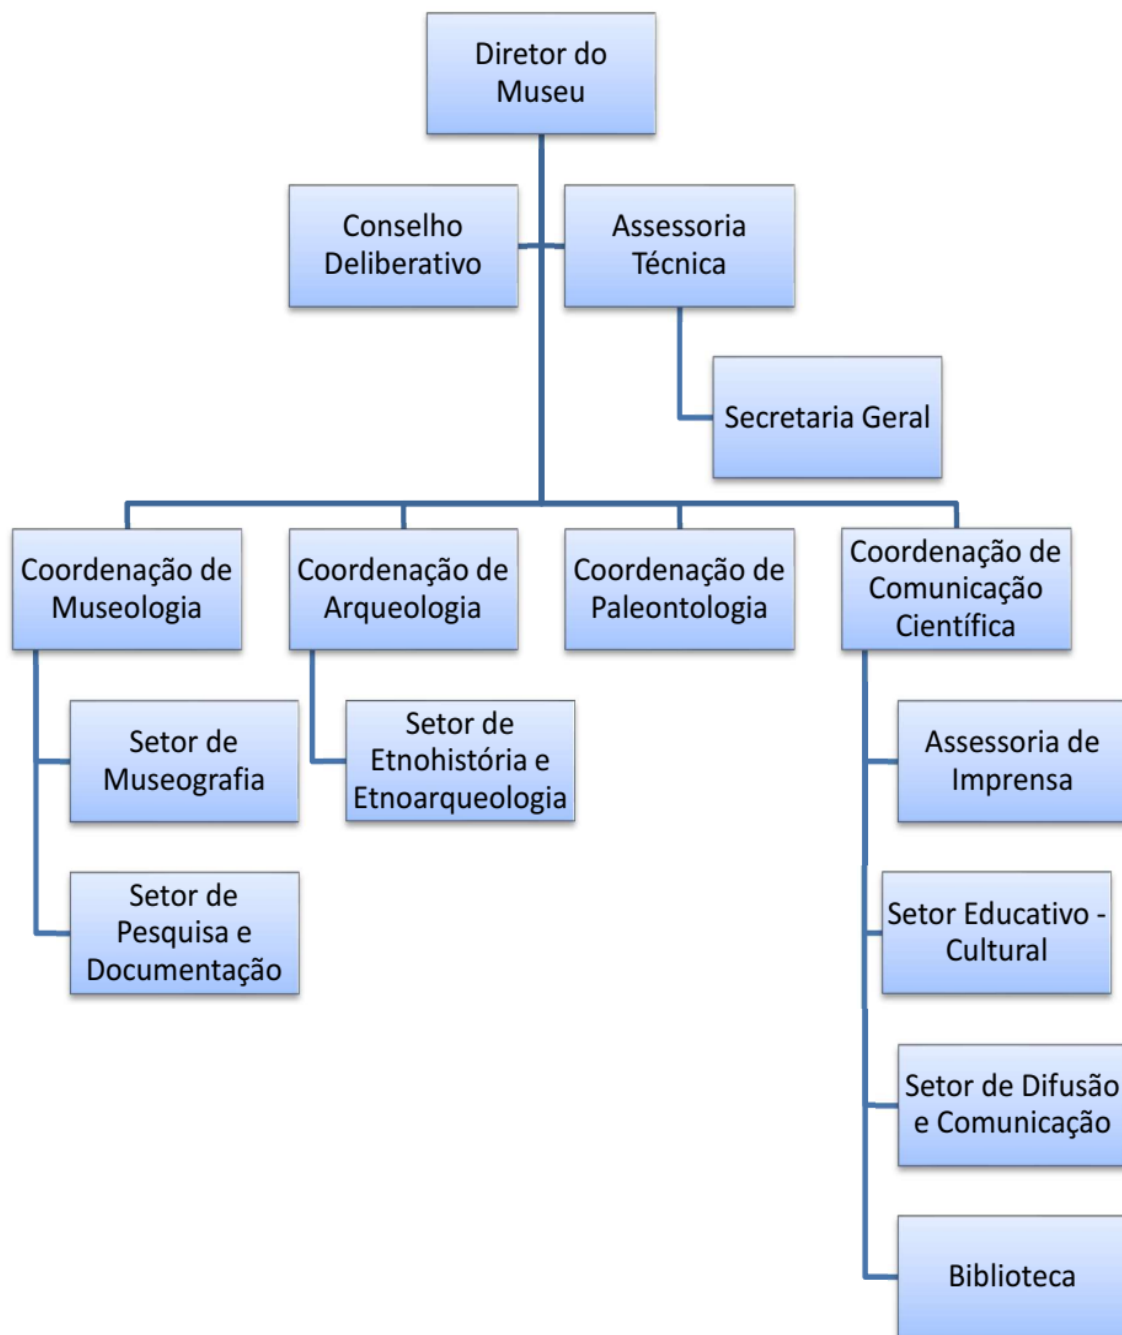 Diretor do
Museu
Conselho
Deliberativo
Assessoria
Técnica
Secretaria Geral
Coordenação de
Museologia
Coordenação de
Arqueologia
Coordenação de
Paleontologia
Coordenação de
Comunicação
Científica
Setor de
Museografia
Setor de
Pesquisa e
Documentação
Setor de
Etnohistória e
Etnoarqueologia
Assessoria de
Imprensa
Setor Educativo -
Cultural
Setor de Difusão
e Comunicação
Biblioteca